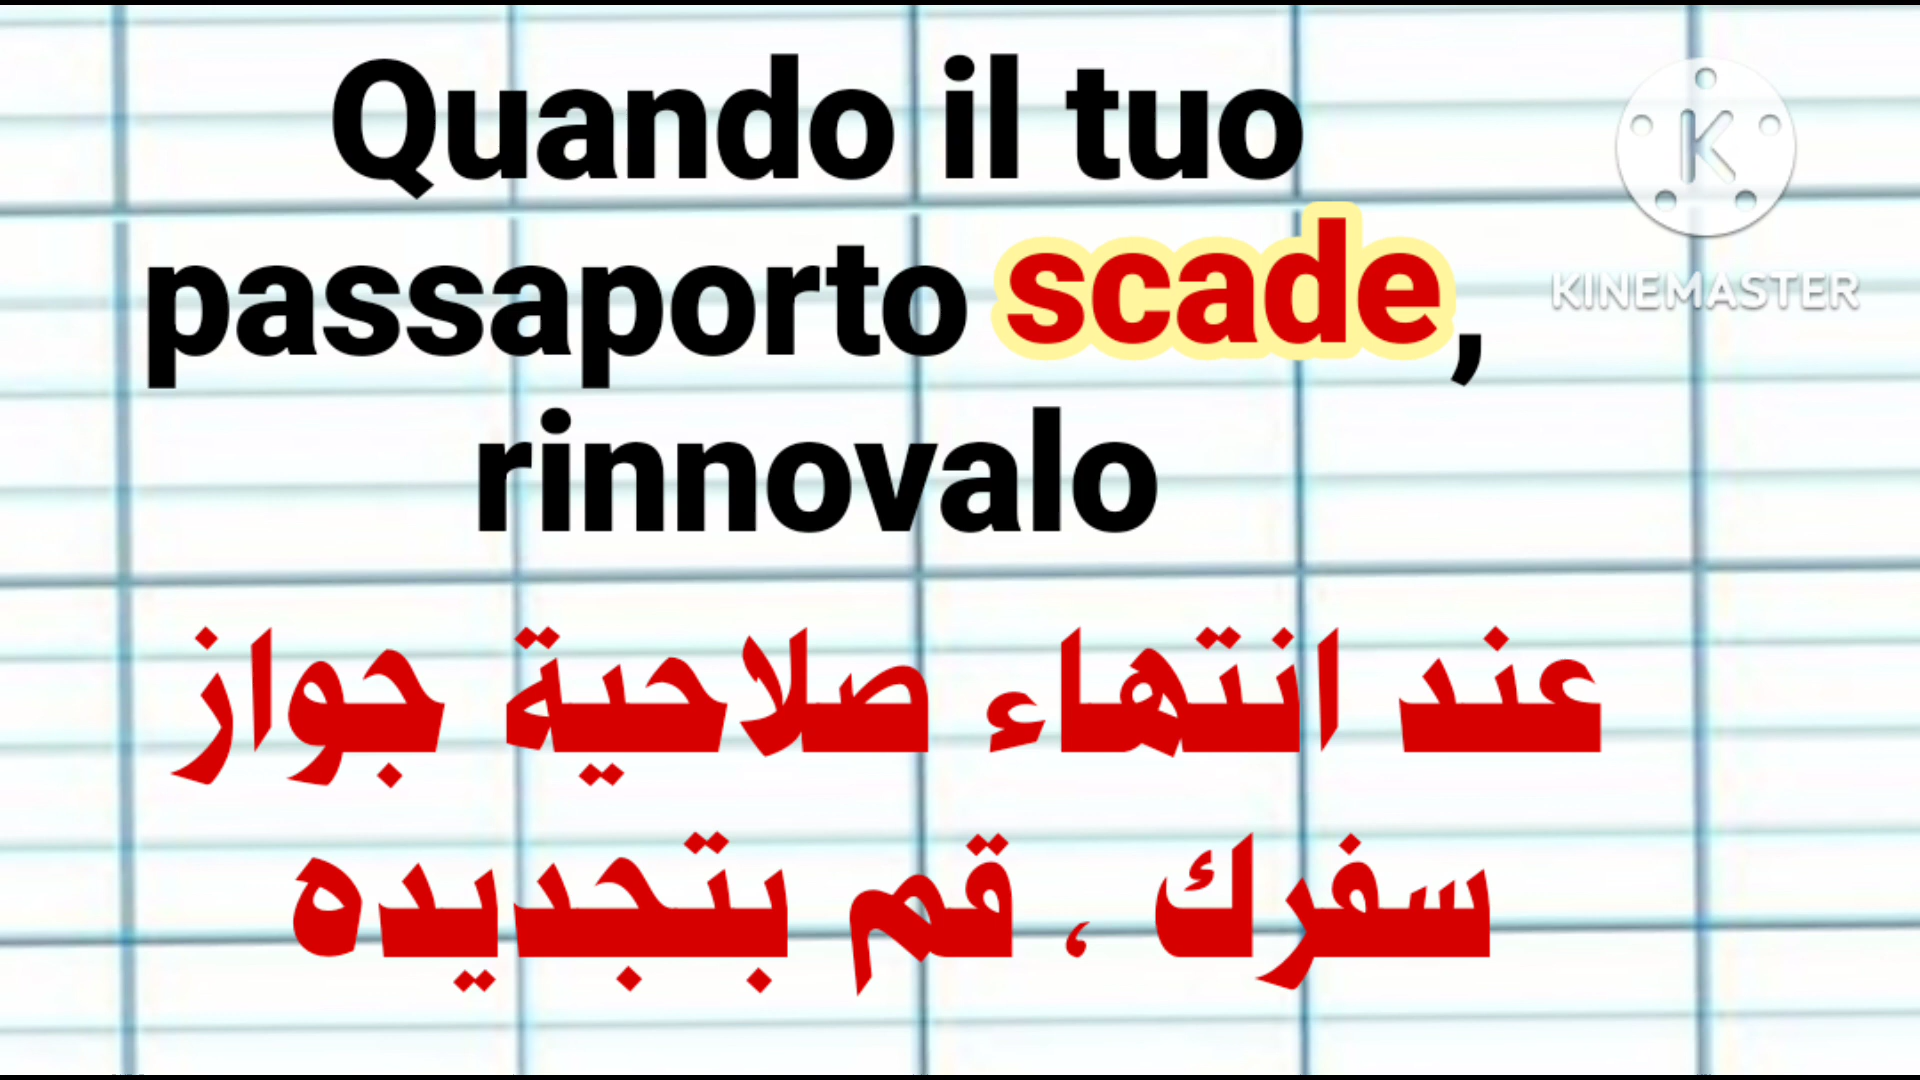 Quando il tuo
passaporto scade,
rinnovalo
K
KINEMASTER
عند انتهاء صلاحية جواز
سفرك ، قم بتجديده